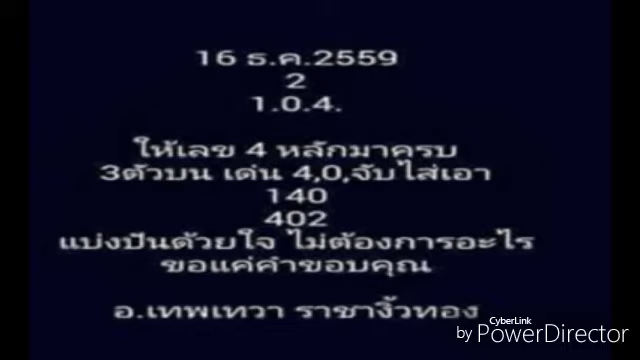 16 ธ.ค.2559
2
1.0.4.
ให้เลข 4 หลักมาครบ
3ตัวบน เด่น 4,0,จับไส่เอา
140
402
แบ่งปันด้วยใจ ไม่ต้องการอะไร
ขอแค่คำขอบคุณ
อ.เทพเทวา ราชางิ้วทอง
CyberLink
by PowerDirector